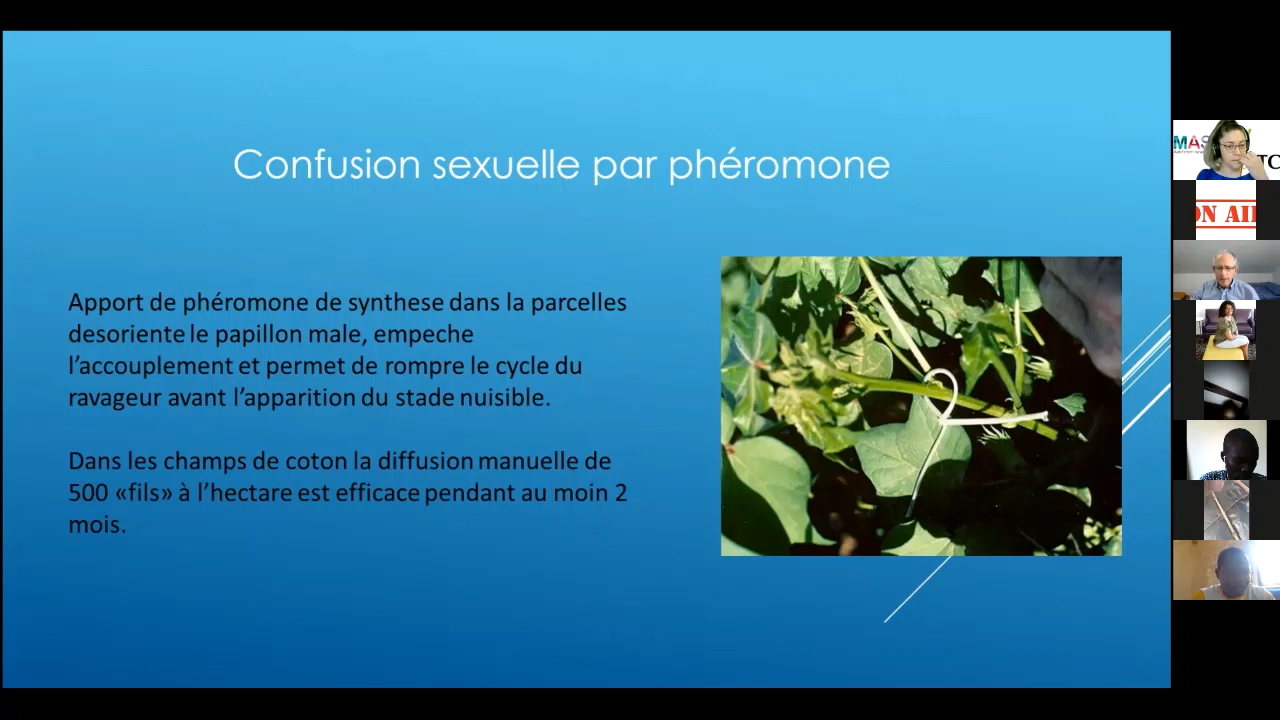 Confusion sexuelle par phéromone
Apport de phéromone de synthese dans la parcelles
desoriente le papillon male, empeche
l’accouplement et permet de rompre le cycle du
ravageur avant l’apparition du stade nuisible.
Dans les champs de coton la diffusion manuelle de
500 «fils» à l’hectare est efficace pendant au moin 2
mois.
MAS
ON AI